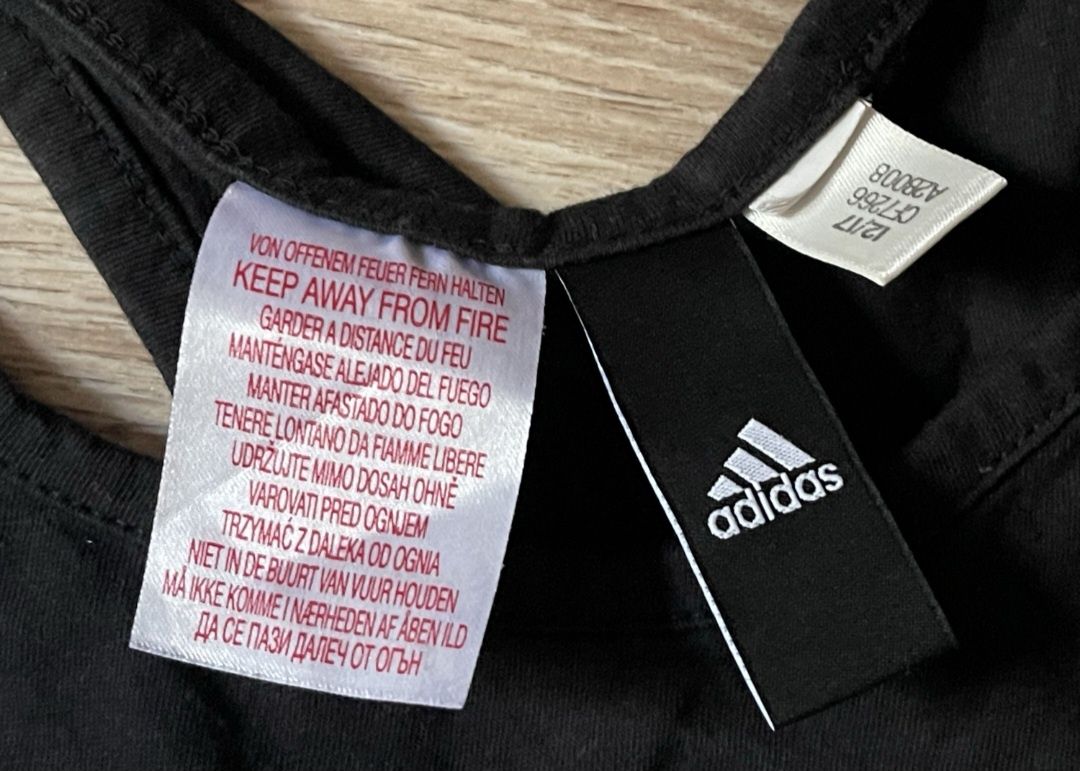 VON OFFENEM FEUER FERN HALTEN
KEEP AWAY FROM FIRE
GARDER A DISTANCE DU FEU
MANTÉNGASE ALEJADO DEL FUEGO
MANTER AFASTADO DO FOGO
TENERE LONTANO DA FIAMME LIBERE
UDRŽUJTE MIMO DOSAH OHNĚ
VAROVATI PRED OGNJEM
TRZYMAĆ Z DALEKA OD OGNIA
NIET IN DE BUURT VAN VUUR HOUDEN
MÅ IKKE KOMME I NÆRHEDEN AF ÅBEN ILD
ДА СЕ ПАЗИ ДАЛЕЧ ОТ ОГЪН
adidas
12/17
CF7266
A2B008